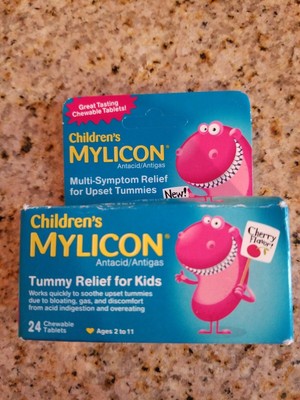 Great Tasting
Chewable Tablets!
Children's
MYLICON®
Antacid/Antigas
Multi-Symptom Relief
for Upset Tummies
New!
Children's
MYLICON®
Antacid/Antigas
Cherry
Flavor!
Tummy Relief for Kids
Works quickly to soothe upset tummies
due to bloating, gas, and discomfort
from acid indigestion and overeating
24 Chewable
Tablets
Ages 2 to 11